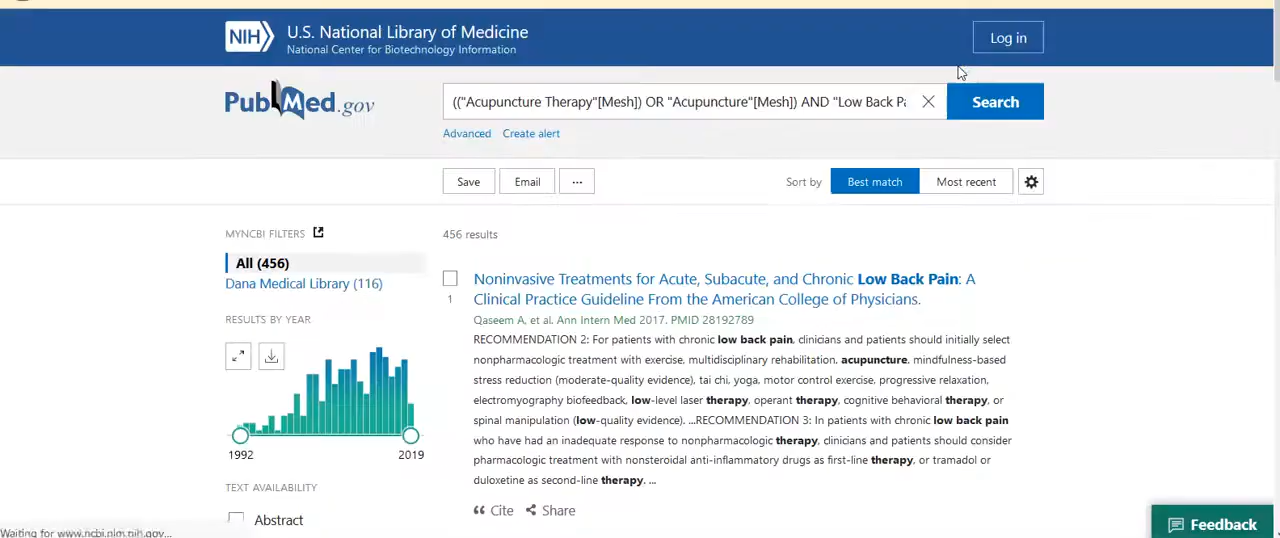 NIH
U.S. National Library of Medicine
National Center for Biotechnology Information
Log in
PubMed.gov
(("Acupuncture Therapy"[Mesh]) OR "Acupuncture"[Mesh]) AND "Low Back Pa
Search
Advanced
Create alert
Save
Email
...
Sort by
Best match
Most recent
MYNCBI FILTERS
456 results
All (456)
Dana Medical Library (116)
RESULTS BY YEAR
1992
2019
TEXT AVAILABILITY
Abstract
1
Noninvasive Treatments for Acute, Subacute, and Chronic Low Back Pain: A
Clinical Practice Guideline From the American College of Physicians.
Qaseem A, et al. Ann Intern Med 2017. PMID 28192789
RECOMMENDATION 2: For patients with chronic low back pain, clinicians and patients should initially select
nonpharmacologic treatment with exercise, multidisciplinary rehabilitation, acupuncture, mindfulness-based
stress reduction (moderate-quality evidence), tai chi, yoga, motor control exercise, progressive relaxation,
electromyography biofeedback, low-level laser therapy, operant therapy, cognitive behavioral therapy, or
spinal manipulation (low-quality evidence). ...RECOMMENDATION 3: In patients with chronic low back pain
who have had an inadequate response to nonpharmacologic therapy, clinicians and patients should consider
pharmacologic treatment with nonsteroidal anti-inflammatory drugs as first-line therapy, or tramadol or
duloxetine as second-line therapy. ...
Cite
Share
Feedback
Waiting for www.ncbi.nlm.nih.gov...